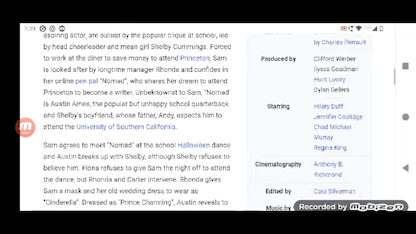 aspiring actor, are bullied by the popular clique at school, led
by head cheerleader and mean girl Shelby Cummings. Forced
to work at the diner to save money to attend Princeton, Sam
is looked after by longtime manager Rhonda and confides in
her online pen pal "Nomad", who shares her dream to attend
Princeton to become a writer. Unbeknownst to Sam, "Nomad"
is Austin Ames, the popular but unhappy school quarterback
and Shelby's boyfriend, whose father, Andy, expects him to
attend the University of Southern California.
Sam agrees to meet "Nomad" at the school Halloween dance
and Austin breaks up with Shelby, although Shelby refuses to
believe him. Fiona refuses to give Sam the night off to attend
the dance, but Rhonda and Carter intervene. Rhonda gives
Sam a mask and her old wedding dress to wear as
"Cinderella". Dressed as "Prince Charming", Austin reveals to
by Charles Perrault
Produced by
Clifford Werber
Ilyssa Goodman
Hunt Lowry
Dylan Sellers
Starring
Hilary Duff
Jennifer Coolidge
Chad Michael
Murray
Regina King
Cinematography
Anthony B.
Richmond
Edited by
Cara Silverman
Music by
Recorded by Mobizen